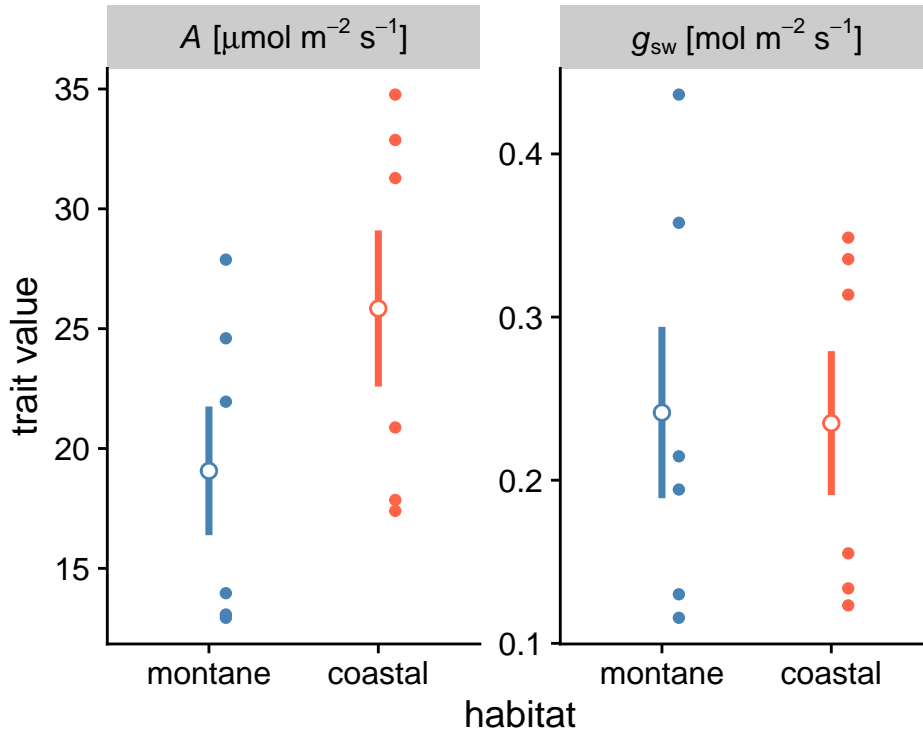 A [μmol m⁻² s⁻¹]
g_sw [mol m⁻² s⁻¹]
35
30
25
20
15
0.4
0.3
0.2
0.1
trait value
montane coastal
montane coastal
habitat